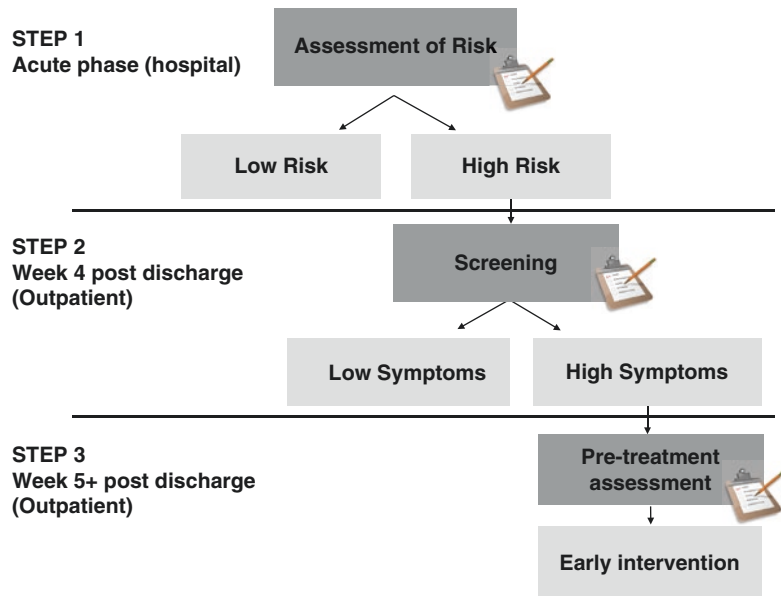 STEP 1
Acute phase (hospital)
Assessment of Risk
Low Risk
High Risk
STEP 2
Week 4 post discharge
(Outpatient)
Screening
Low Symptoms
High Symptoms
STEP 3
Week 5+ post discharge
(Outpatient)
Pre-treatment
assessment
Early intervention